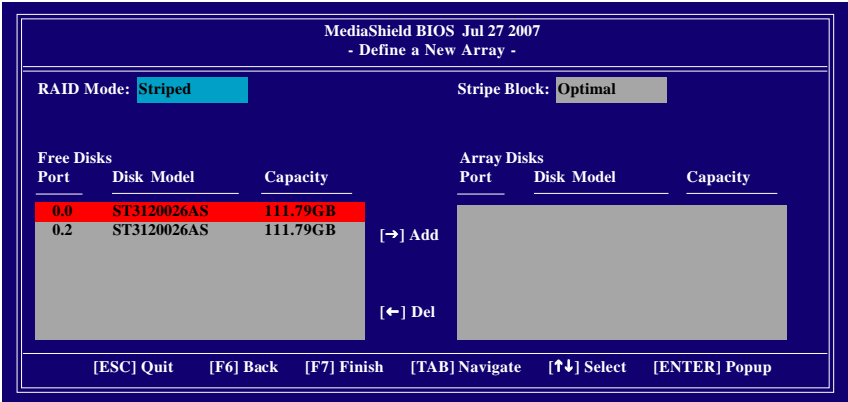 MediaShield BIOS Jul 27 2007
- Define a New Array -
RAID Mode: Striped Stripe Block: Optimal
Free Disks Array Disks
Port Disk Model Capacity Port Disk Model Capacity
0.0 ST3120026AS 111.79GB
0.2 ST3120026AS 111.79GB
[→] Add
[←] Del
[ESC] Quit [F6] Back [F7] Finish [TAB] Navigate [↑↓] Select [ENTER] Popup